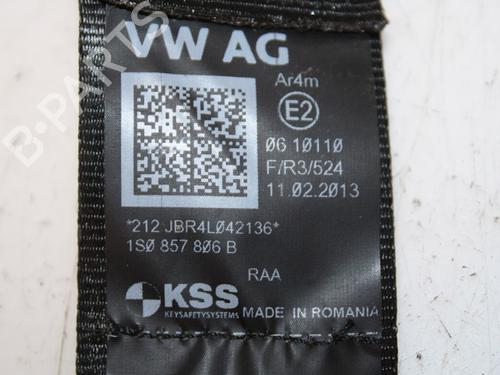 VW AG
Ar4m
E2
06 10110
F/R3/524
11.02.2013
*212 JBR4L042136*
1S0 857 806 B
RAA
KSS
KEYSAFETYSYSTEMS
MADE IN ROMANIA
B-PARTS